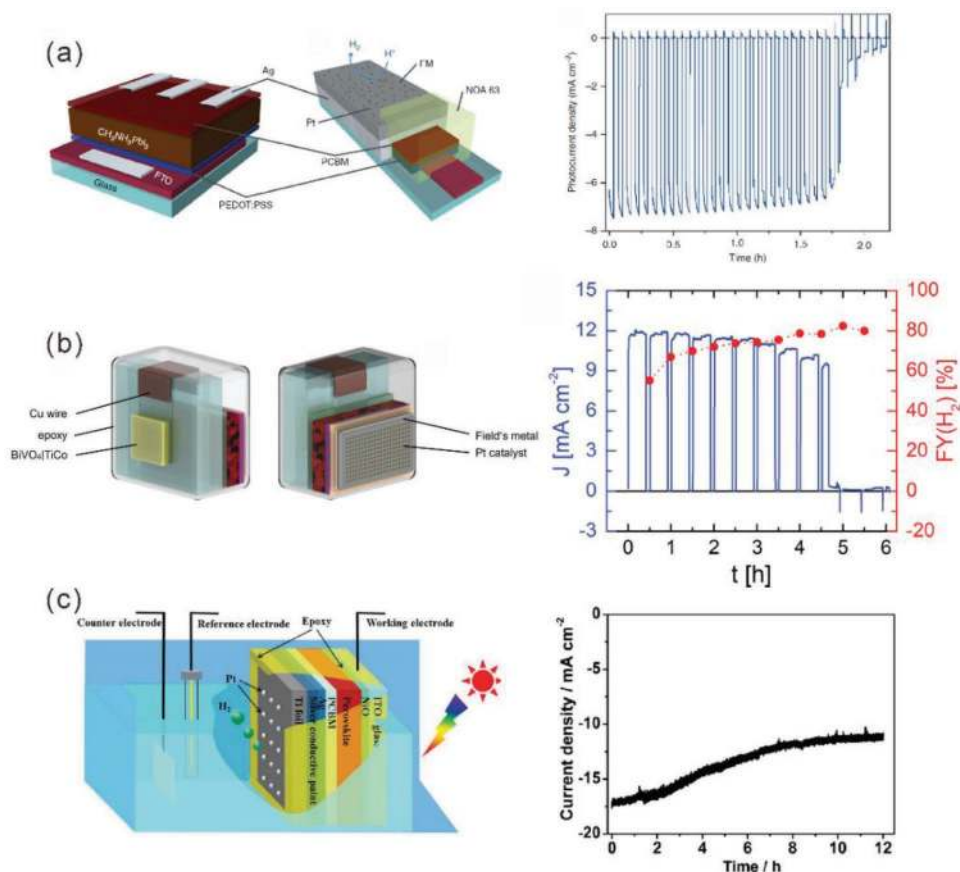 (a)
Ag
CH3NH3PbI3
FTO
Glass
PCBM
PEDOT:PSS
H2
H+
FM
NOA 63
Pt
Photocurrent density (mA cm−2)
0
−2
−4
−6
−8
0.0 0.5 1.0 1.5 2.0
Time (h)
(b)
Cu wire
epoxy
BiVO4|TiCo
Field's metal
Pt catalyst
J [mA cm-2]
15
12
9
6
3
0
-3
0 1 2 3 4 5 6
t [h]
100
80
60
40
20
0
-20
FY(H2) [%]
(c)
Counter electrode
Reference electrode
Epoxy
Working electrode
Pt
H2
Ti foil
Silver conductive paint
PCBM
Perovskite
NiO
ITO glass
Current density / mA cm-2
0
-5
-10
-15
-20
0 2 4 6 8 10 12
Time / h